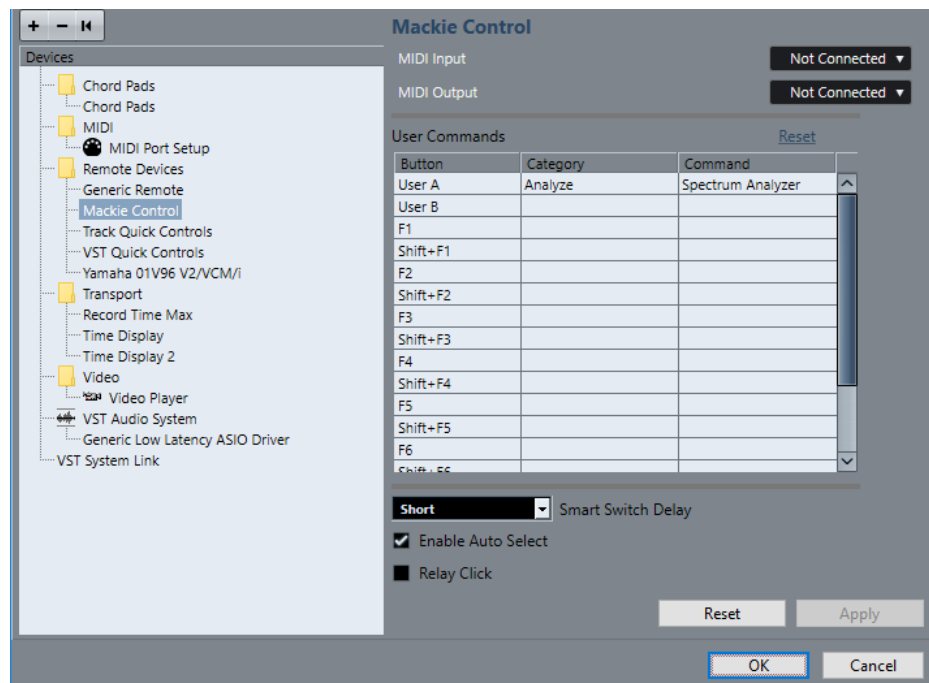 Mackie Control
Devices
MIDI Input
Not Connected
Chord Pads
MIDI Output
Not Connected
Chord Pads
MIDI
User Commands
Reset
MIDI Port Setup
Button Category Command
Remote Devices
User A Analyze Spectrum Analyzer
Generic Remote
User B
Mackie Control
F1
Track Quick Controls
Shift+F1
VST Quick Controls
F2
Yamaha 01V96 V2/VCM/i
Shift+F2
Transport
F3
Record Time Max
Shift+F3
Time Display
F4
Time Display 2
Shift+F4
Video
F5
Video Player
Shift+F5
VST Audio System
F6
Generic Low Latency ASIO Driver
VST System Link
Shift+F6
Short
Smart Switch Delay
Enable Auto Select
Relay Click
Reset
Apply
OK
Cancel